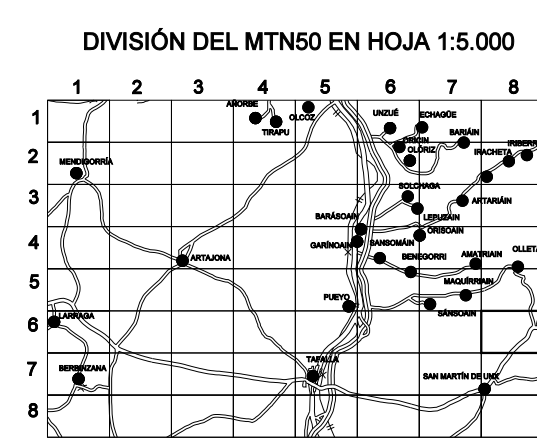 DIVISIÓN DEL MTN50 EN HOJA 1:5.000
1 2 3 4 5 6 7 8
1
AÑORBE
OLCOZ
UNZUÉ
ECHAGÜE
TIRAPU
BARIÁIN
2
ORICIN
OLÓRIZ
IRACHETA
MENDIGORRÍA
3
SOLCHAGA
ARTARIÁIN
BARÁSOAIN
LEPUZAIN
4
ORISOAIN
GARÍNOAIN
SANSOMÁIN
ARTAJONA
BENEGORRI
AMATRIAIN
5
MAQUÍRRIAIN
PUEYO
SÁNSOAIN
6
LARRAGA
7
TAFALLA
BERBINZANA
SAN MARTÍN DE UNX
8